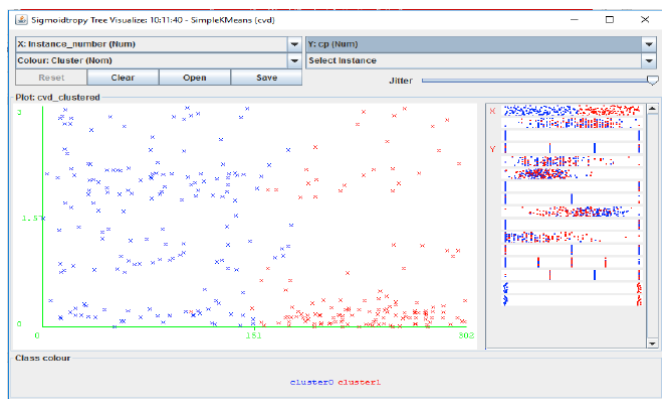 Sigmoidtropy Tree Visualize: 10:11:40 - SimpleKMeans (cvd)
X: Instance_number (Num)
Y: cp (Num)
Colour: Cluster (Nom)
Select Instance
Reset
Clear
Open
Save
Jitter
Plot: cvd_clustered
3
1.5
0
0
151
302
X
Y
Class colour
cluster0 cluster1